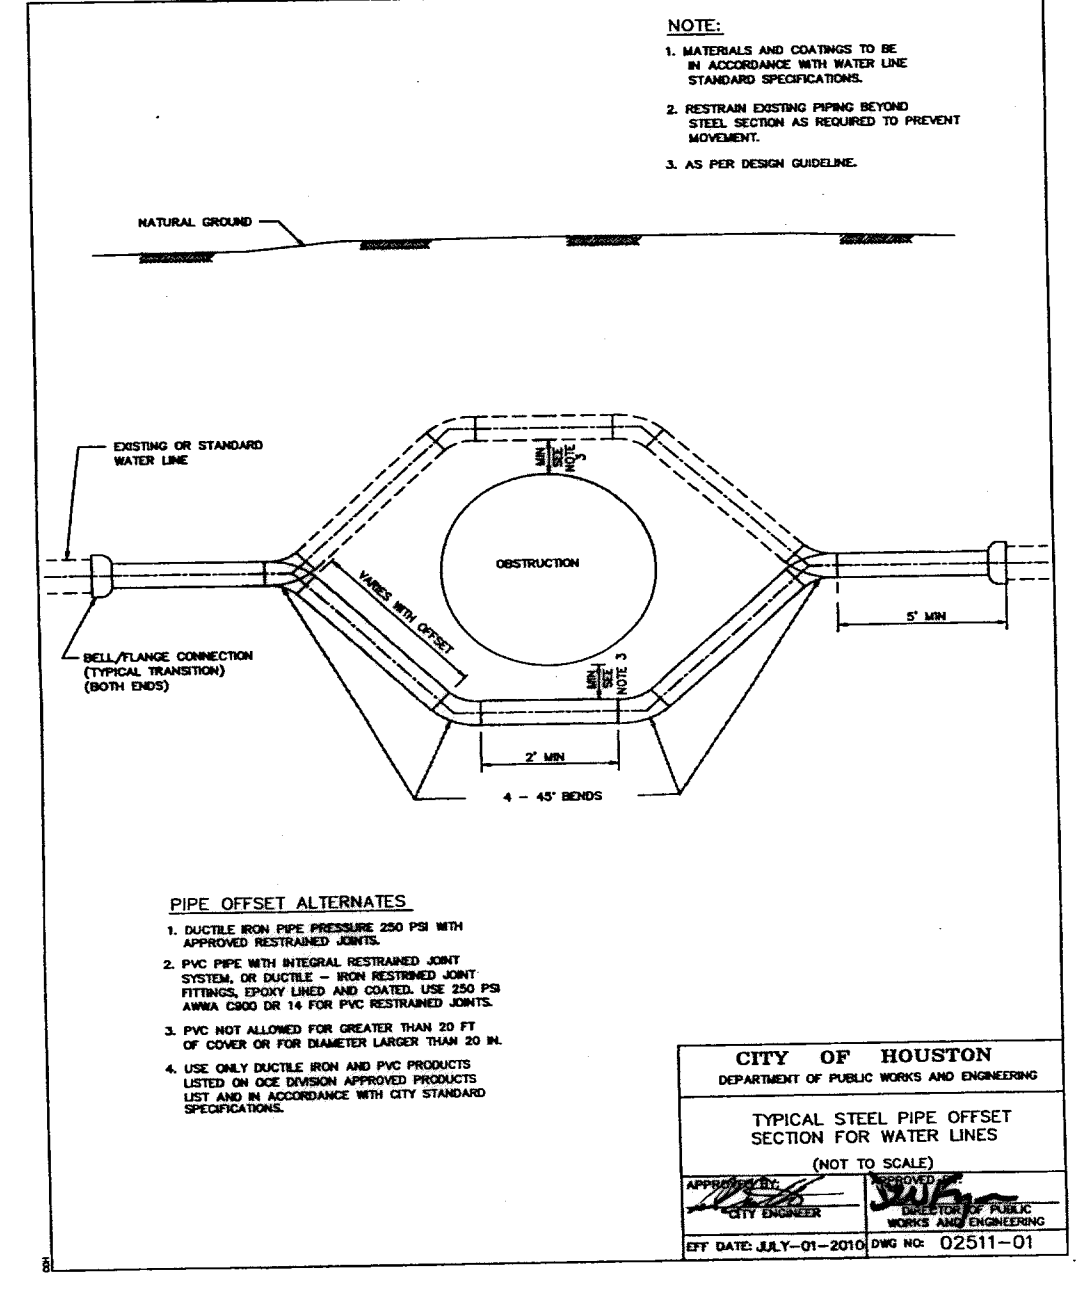 NOTE:
1. MATERIALS AND COATINGS TO BE
IN ACCORDANCE WITH WATER LINE
STANDARD SPECIFICATIONS.
2. RESTRAIN EXISTING PIPING BEYOND
STEEL SECTION AS REQUIRED TO PREVENT
MOVEMENT.
3. AS PER DESIGN GUIDELINE.
NATURAL GROUND
EXISTING OR STANDARD
WATER LINE
MIN
SEE
NOTE
3
OBSTRUCTION
VARIES WITH OFFSET
5' MIN
BELL/FLANGE CONNECTION
(TYPICAL TRANSITION)
(BOTH ENDS)
MIN
SEE
NOTE 3
2' MIN
4 - 45° BENDS
PIPE OFFSET ALTERNATES
1. DUCTILE IRON PIPE PRESSURE 250 PSI WITH
APPROVED RESTRAINED JOINTS.
2. PVC PIPE WITH INTEGRAL RESTRAINED JOINT
SYSTEM, OR DUCTILE - IRON RESTRINED JOINT
FITTINGS, EPOXY LINED AND COATED. USE 250 PSI
AWWA C900 DR 14 FOR PVC RESTRAINED JOINTS.
3. PVC NOT ALLOWED FOR GREATER THAN 20 FT
OF COVER OR FOR DIAMETER LARGER THAN 20 IN.
4. USE ONLY DUCTILE IRON AND PVC PRODUCTS
LISTED ON OCE DIVISION APPROVED PRODUCTS
LIST AND IN ACCORDANCE WITH CITY STANDARD
SPECIFICATIONS.
CITY OF HOUSTON
DEPARTMENT OF PUBLIC WORKS AND ENGINEERING
TYPICAL STEEL PIPE OFFSET
SECTION FOR WATER LINES
(NOT TO SCALE)
APPROVED BY:
CITY ENGINEER
APPROVED BY:
DIRECTOR OF PUBLIC
WORKS AND ENGINEERING
EFF DATE: JULY-01-2010
DWG NO: 02511-01